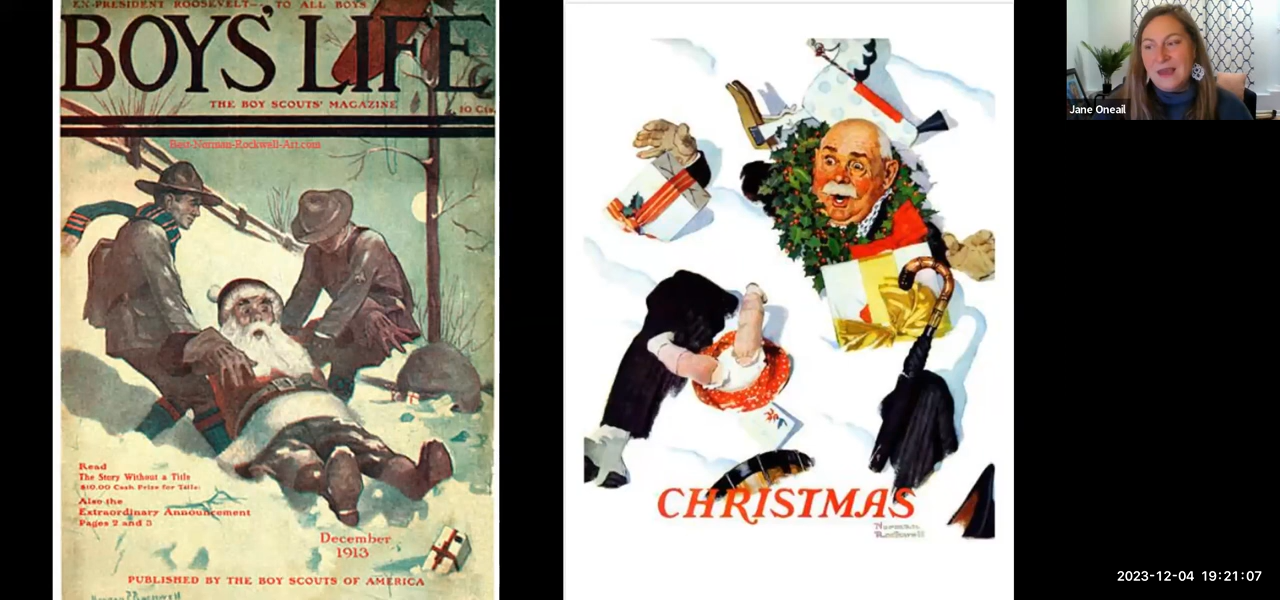 EX-PRESIDENT ROOSEVELT—TO ALL BOYS
BOYS' LIFE
THE BOY SCOUTS' MAGAZINE
10 Cts.
Best-Norman-Rockwell-Art.com
Read
The Story Without a Title
$10.00 Cash Prize for Title:
Also the
Extraordinary Announcement
Pages 2 and 3
December
1913
PUBLISHED BY THE BOY SCOUTS OF AMERICA
CHRISTMAS
Norman
Rockwell
Jane Oneail
2023-12-04 19:21:07